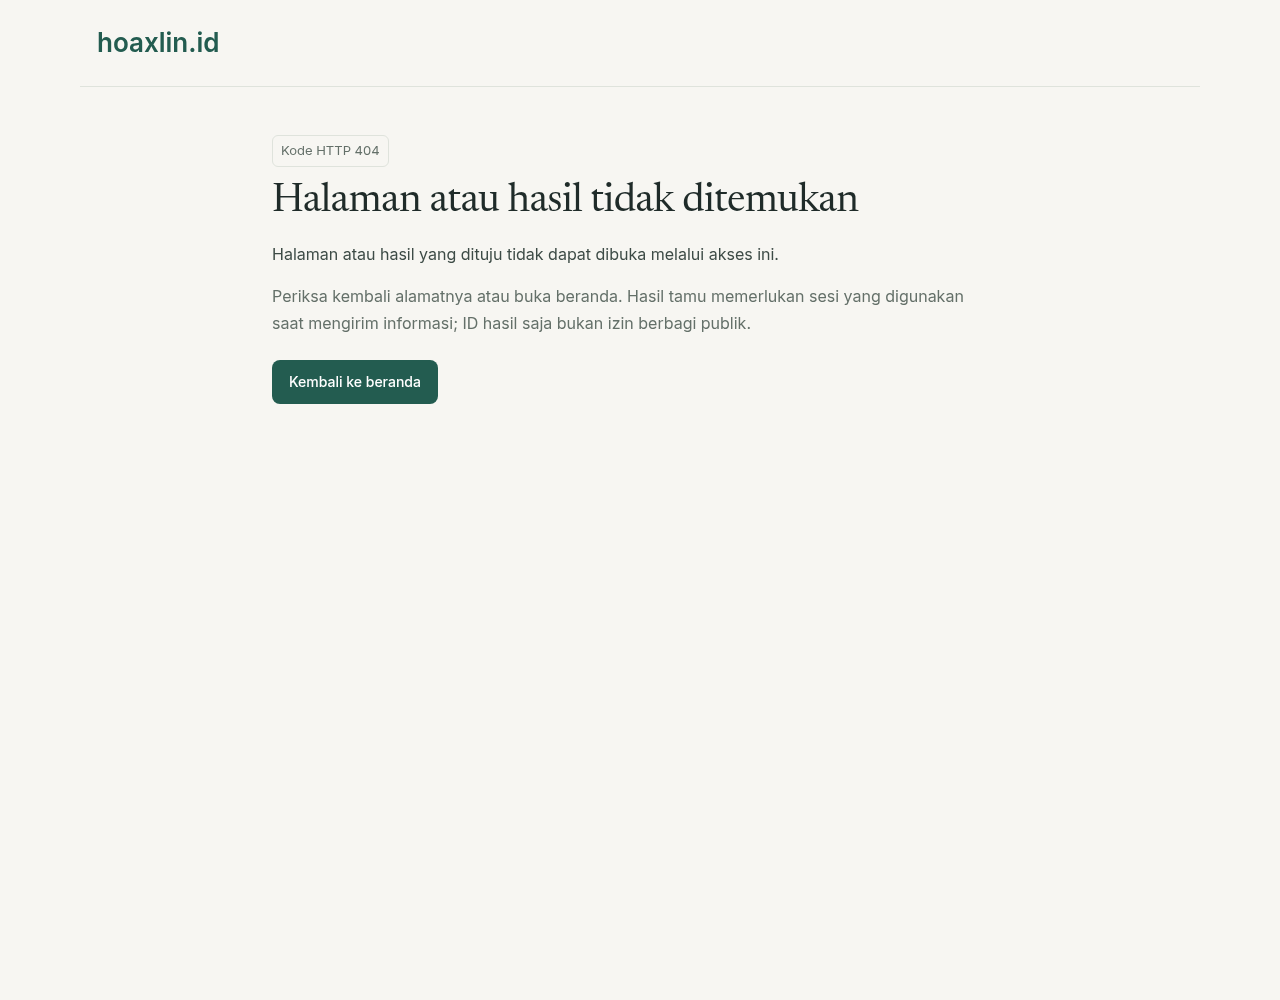 hoaxlin.id
Kode HTTP 404
Halaman atau hasil tidak ditemukan
Halaman atau hasil yang dituju tidak dapat dibuka melalui akses ini.
Periksa kembali alamatnya atau buka beranda. Hasil tamu memerlukan sesi yang digunakan
saat mengirim informasi; ID hasil saja bukan izin berbagi publik.
Kembali ke beranda